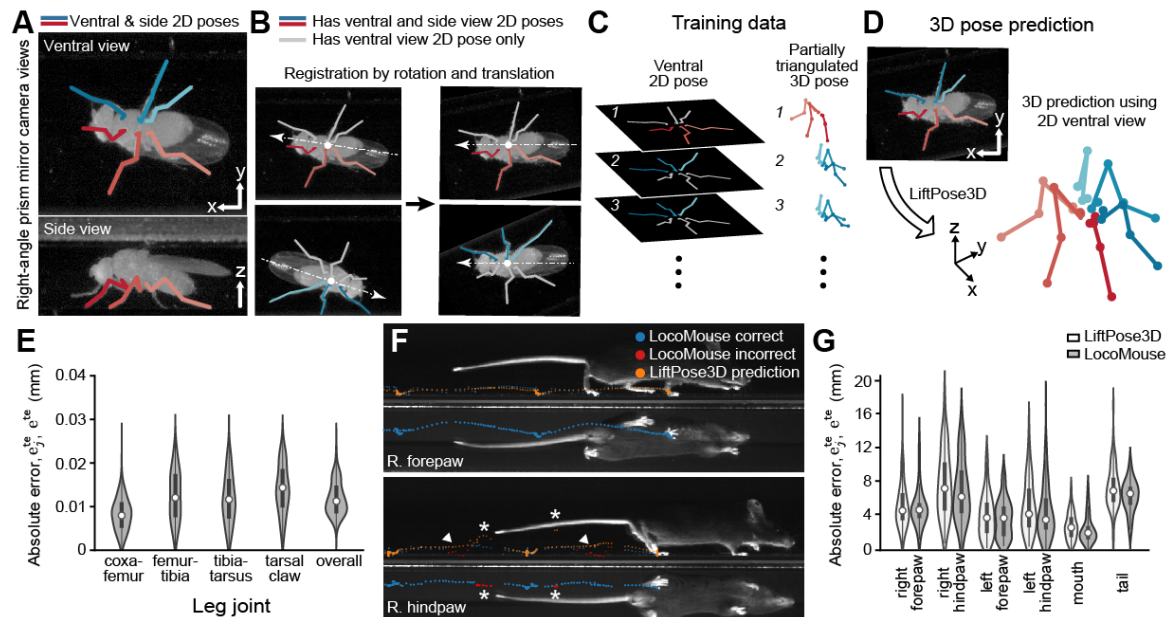 A
Ventral & side 2D poses
Right-angle prism mirror camera views
Ventral view
y
x
Side view
z
B
Has ventral and side view 2D poses
Has ventral view 2D pose only
Registration by rotation and translation
C
Training data
Ventral
2D pose
Partially
triangulated
3D pose
1
2
3
1
2
3
D
3D pose prediction
y
x
3D prediction using
2D ventral view
LiftPose3D
z
y
x
E
Absolute error, e_j^te, e^te (mm)
0.04
0.03
0.02
0.01
0
coxa-
femur
femur-
tibia
tibia-
tarsus
tarsal
claw
overall
Leg joint
F
LocoMouse correct
LocoMouse incorrect
LiftPose3D prediction
R. forepaw
* *
* *
R. hindpaw
G
LiftPose3D
LocoMouse
Absolute error, e_j^te, e^te (mm)
20
16
12
8
4
0
right
forepaw
right
hindpaw
left
forepaw
left
hindpaw
mouth
tail